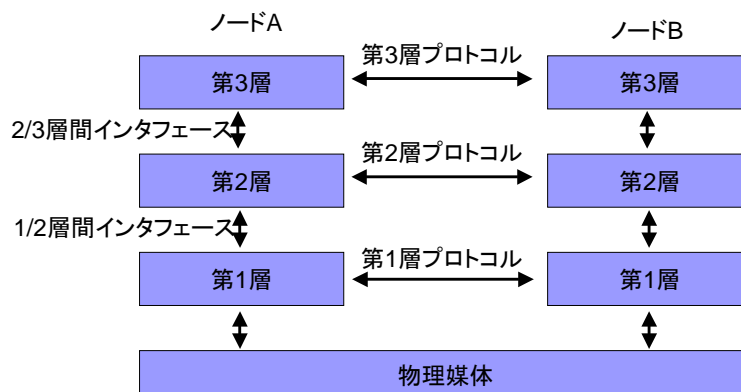 ノードA
ノードB
第3層プロトコル
第3層
第3層
2/3層間インタフェース
第2層プロトコル
第2層
第2層
1/2層間インタフェース
第1層プロトコル
第1層
第1層
物理媒体